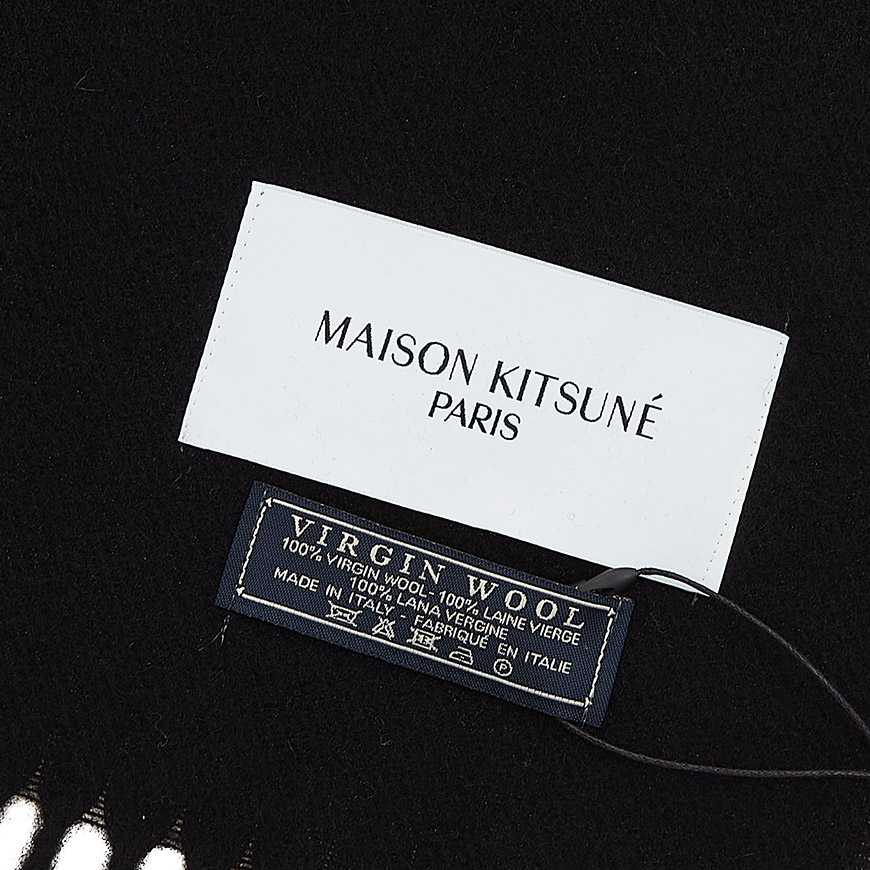 MAISON KITSUNÉ
PARIS
VIRGIN WOOL
100% VIRGIN WOOL - 100% LAINE VIERGE
100% LANA VERGINE
MADE IN ITALY - FABRIQUÉ EN ITALIE
P